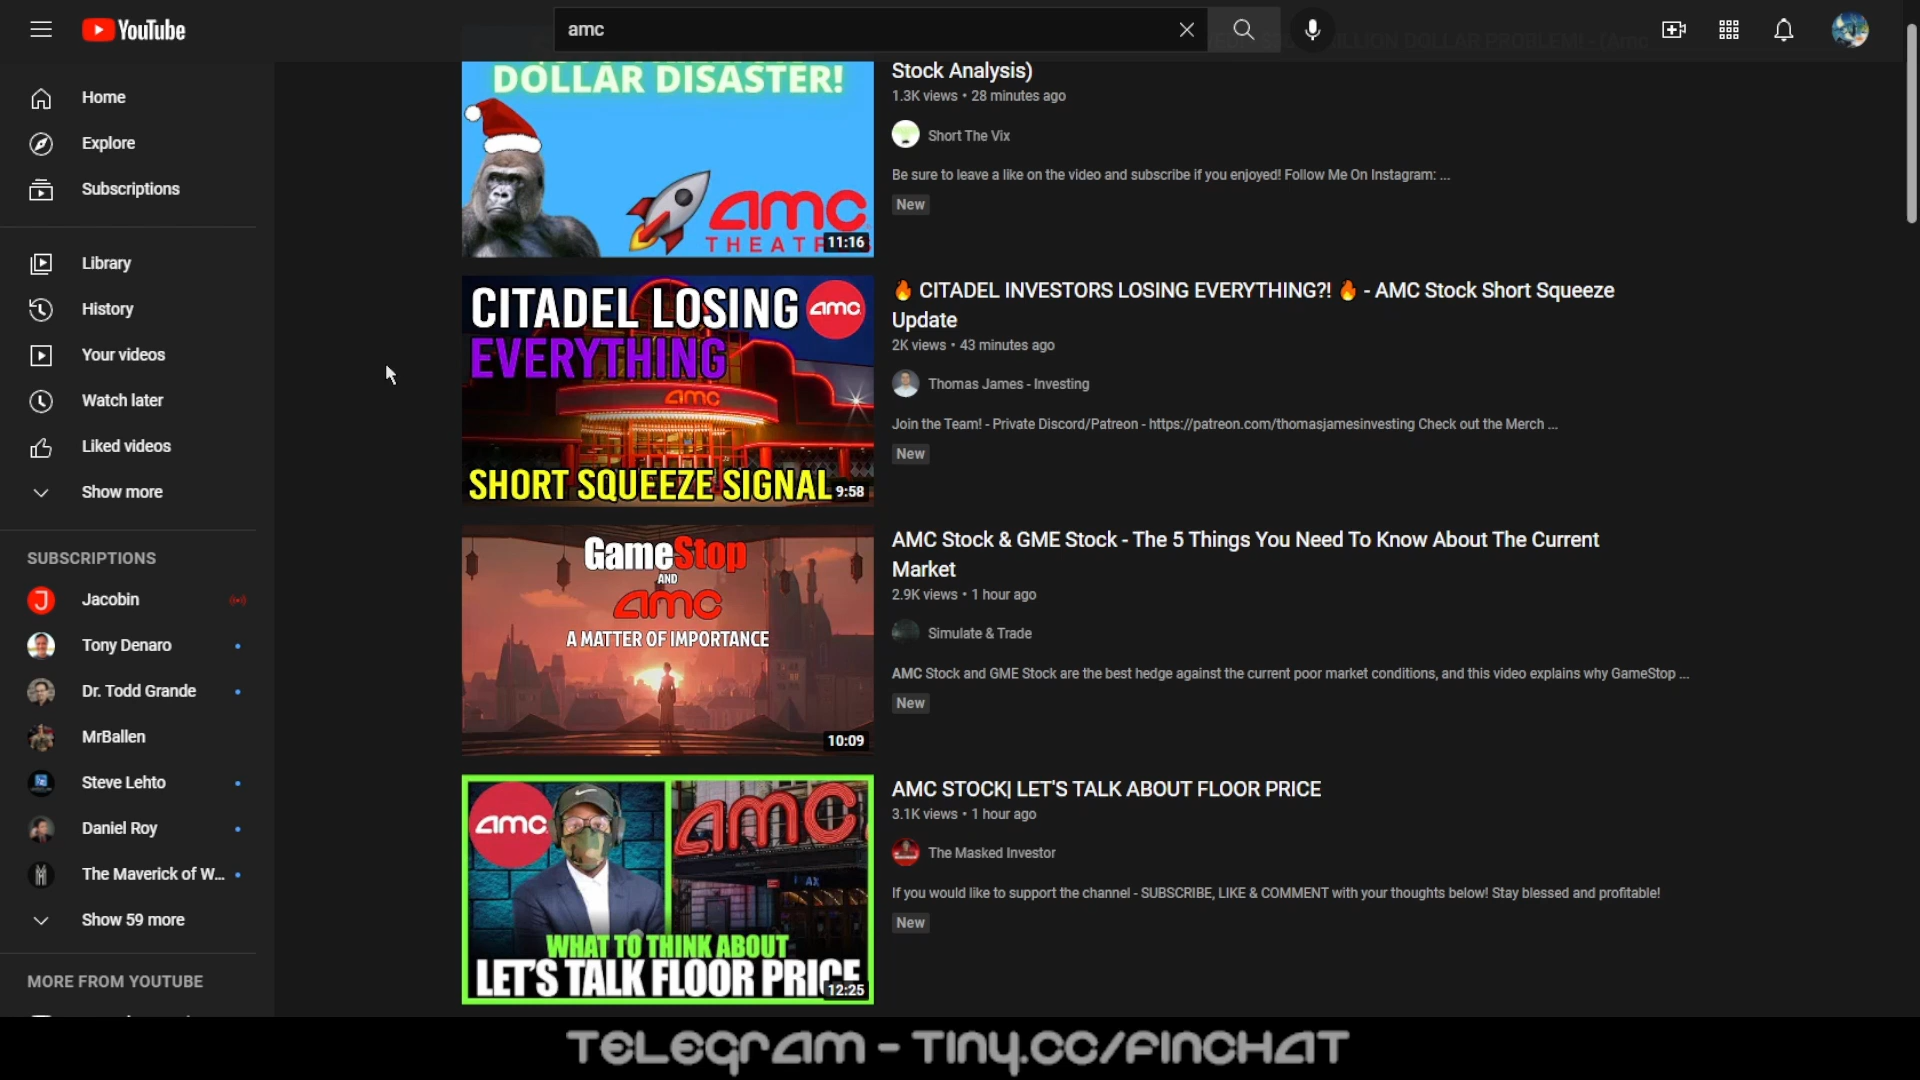 YouTube
amc
Home
Explore
Subscriptions
Library
History
Your videos
Watch later
Liked videos
Show more
SUBSCRIPTIONS
Jacobin
Tony Denaro
Dr. Todd Grande
MrBallen
Steve Lehto
Daniel Roy
The Maverick of W...
Show 59 more
MORE FROM YOUTUBE
DOLLAR DISASTER!
amc
THEATR
11:16
MILLION DOLLAR PROBLEM! - (Amc
Stock Analysis)
1.3K views • 28 minutes ago
Short The Vix
Be sure to leave a like on the video and subscribe if you enjoyed! Follow Me On Instagram: ...
New
CITADEL LOSING
amc
EVERYTHING
amc
SHORT SQUEEZE SIGNAL
9:58
🔥 CITADEL INVESTORS LOSING EVERYTHING?! 🔥 - AMC Stock Short Squeeze
Update
2K views • 43 minutes ago
Thomas James - Investing
Join the Team! - Private Discord/Patreon - https://patreon.com/thomasjamesinvesting Check out the Merch ...
New
GameStop
AND
amc
A MATTER OF IMPORTANCE
10:09
AMC Stock & GME Stock - The 5 Things You Need To Know About The Current
Market
2.9K views • 1 hour ago
Simulate & Trade
AMC Stock and GME Stock are the best hedge against the current poor market conditions, and this video explains why GameStop ...
New
amc
AMC
AX
WHAT TO THINK ABOUT
LET'S TALK FLOOR PRICE
12:25
AMC STOCK| LET'S TALK ABOUT FLOOR PRICE
3.1K views • 1 hour ago
The Masked Investor
If you would like to support the channel - SUBSCRIBE, LIKE & COMMENT with your thoughts below! Stay blessed and profitable!
New
TELEGRAM - TINY.CC/FINCHAT